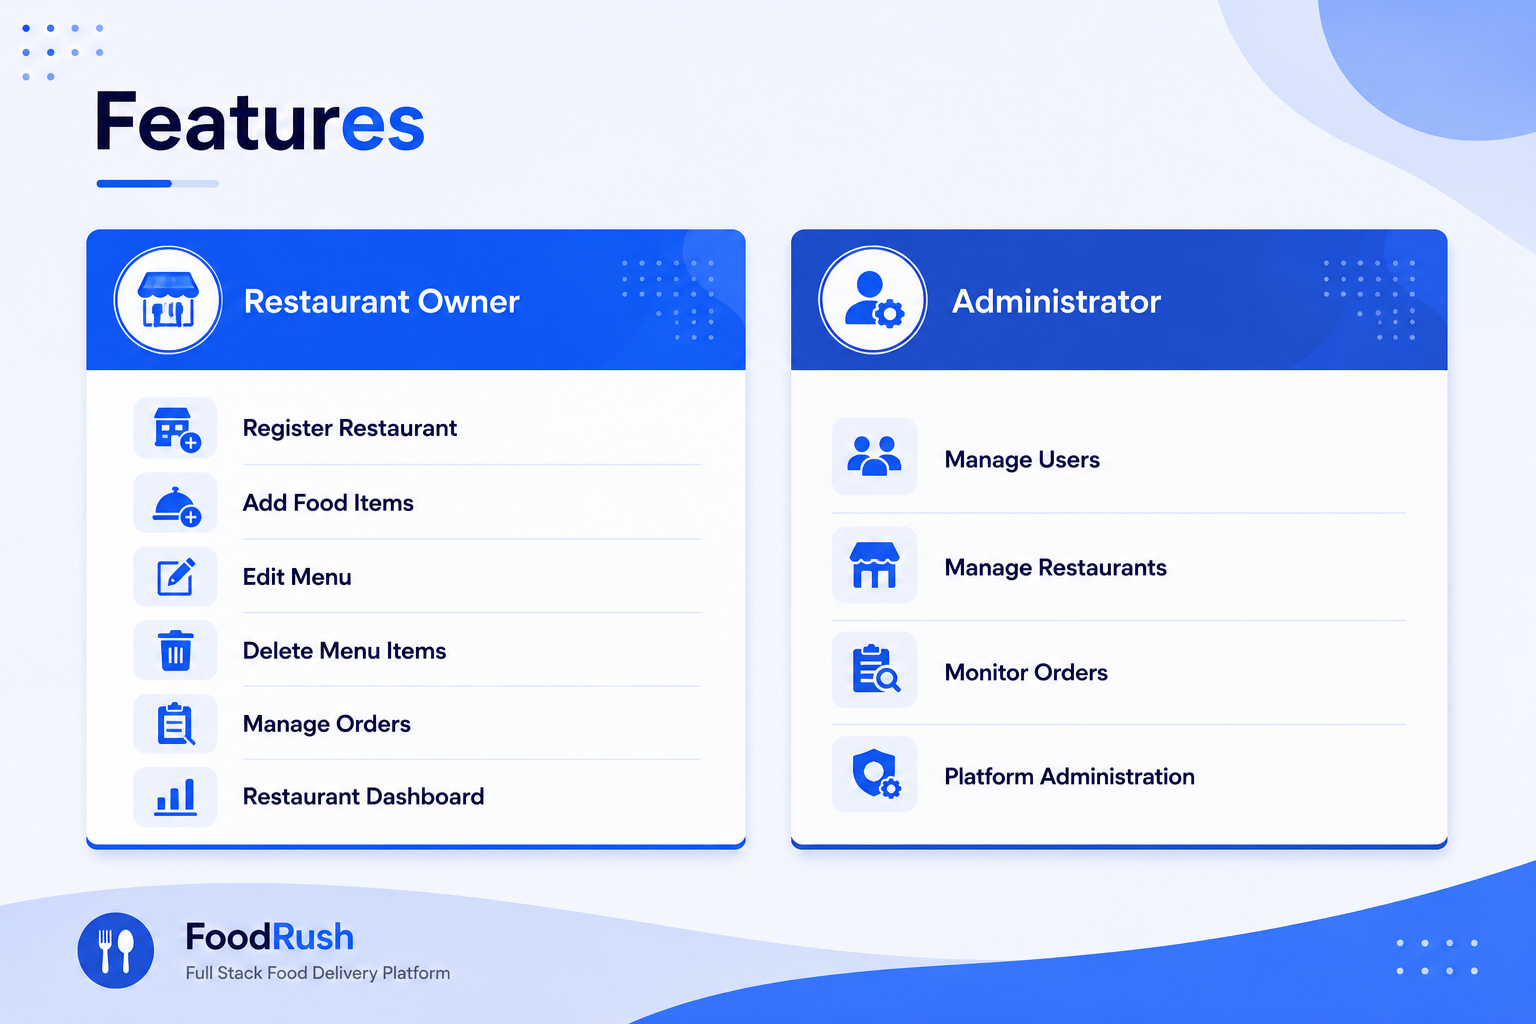 Features
Restaurant Owner
Register Restaurant
Add Food Items
Edit Menu
Delete Menu Items
Manage Orders
Restaurant Dashboard
Administrator
Manage Users
Manage Restaurants
Monitor Orders
Platform Administration
FoodRush
Full Stack Food Delivery Platform